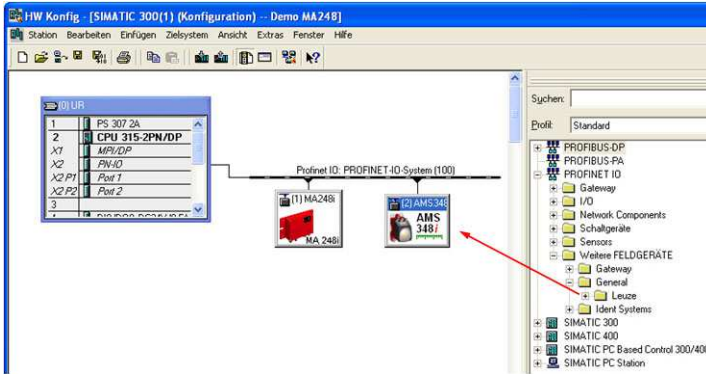 HW Konfig - [SIMATIC 300(1) (Konfiguration) -- Demo MA248]
Station Bearbeiten Einfügen Zielsystem Ansicht Extras Fenster Hilfe
(0) UR
1 PS 307 2A
2 CPU 315-2PN/DP
X1 MPI/DP
X2 PN-IO
X2 P1 Port 1
X2 P2 Port 2
3
Profinet IO: PROFINET-IO-System (100)
(1) MA248i
MA 248i
(2) AMS348
AMS
348i
Suchen:
Profil: Standard
PROFIBUS-DP
PROFIBUS-PA
PROFINET IO
Gateway
I/O
Network Components
Schaltgeräte
Sensors
Weitere FELDGERÄTE
Gateway
General
Leuze
Ident Systems
SIMATIC 300
SIMATIC 400
SIMATIC PC Based Control 300/400
SIMATIC PC Station